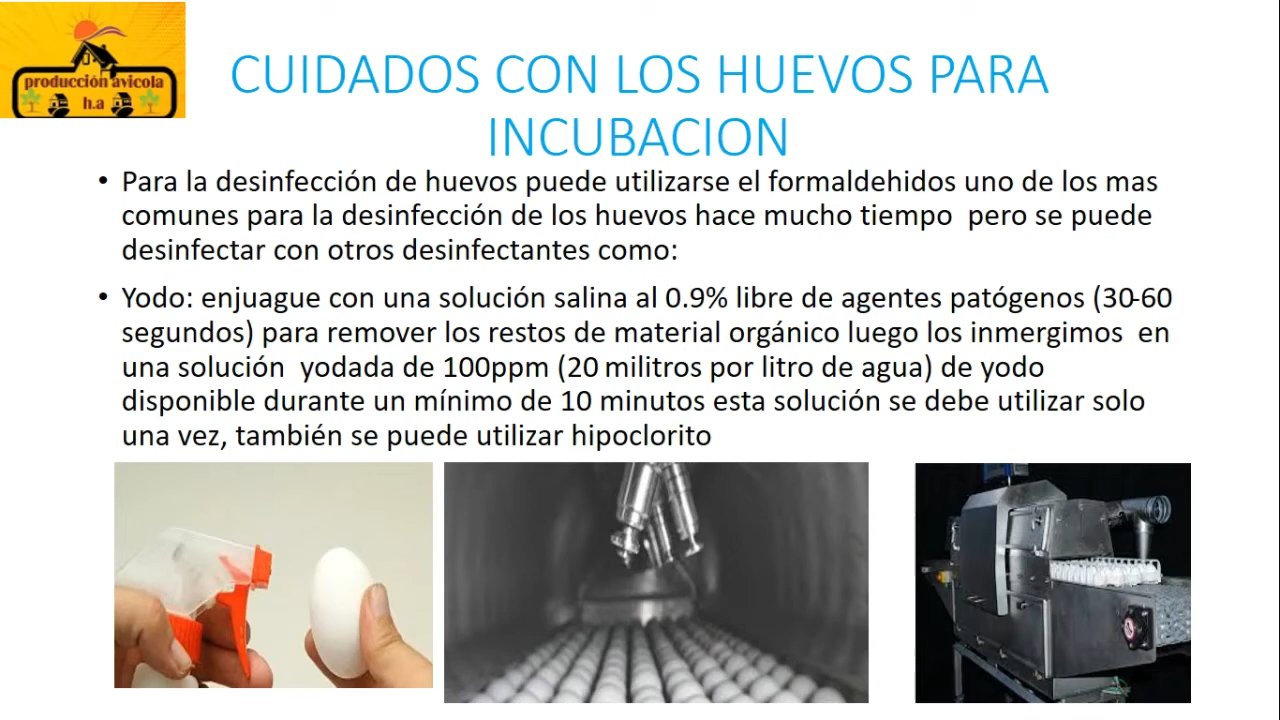 producción avicola
h.a
CUIDADOS CON LOS HUEVOS PARA
INCUBACION
• Para la desinfección de huevos puede utilizarse el formaldehidos uno de los mas
comunes para la desinfección de los huevos hace mucho tiempo pero se puede
desinfectar con otros desinfectantes como:
• Yodo: enjuague con una solución salina al 0.9% libre de agentes patógenos (30-60
segundos) para remover los restos de material orgánico luego los inmergimos en
una solución yodada de 100ppm (20 militros por litro de agua) de yodo
disponible durante un mínimo de 10 minutos esta solución se debe utilizar solo
una vez, también se puede utilizar hipoclorito